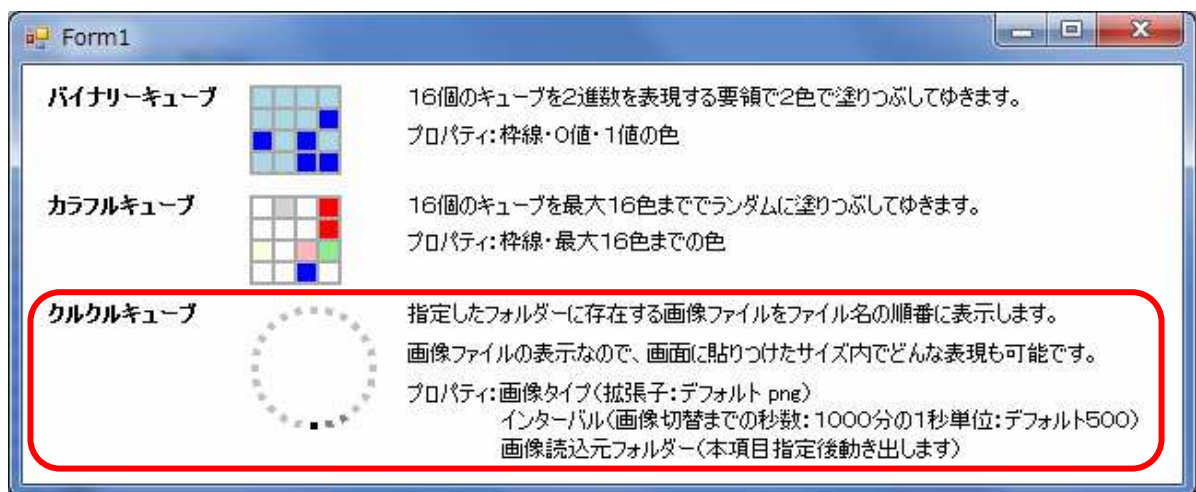 Form1
バイナリーキューブ
16個のキューブを2進数を表現する要領で2色で塗りつぶしてゆきます。
プロパティ:枠線・0値・1値の色
カラフルキューブ
16個のキューブを最大16色まででランダムに塗りつぶしてゆきます。
プロパティ:枠線・最大16色までの色
クルクルキューブ
指定したフォルダーに存在する画像ファイルをファイル名の順番に表示します。
画像ファイルの表示なので、画面に貼りつけたサイズ内でどんな表現も可能です。
プロパティ:画像タイプ(拡張子:デフォルト png)
インターバル(画像切替までの秒数:1000分の1秒単位:デフォルト500)
画像読込元フォルダー(本項目指定後動き出します)